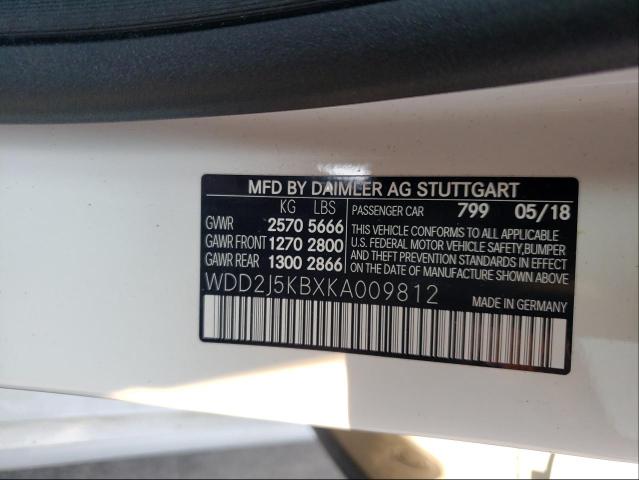 MFD BY DAIMLER AG STUTTGART
KG LBS PASSENGER CAR 799 05/18
GVWR 2570 5666
GAWR FRONT 1270 2800
GAWR REAR 1300 2866
THIS VEHICLE CONFORMS TO ALL APPLICABLE
U.S. FEDERAL MOTOR VEHICLE SAFETY,BUMPER
AND THEFT PREVENTION STANDARDS IN EFFECT
ON THE DATE OF MANUFACTURE SHOWN ABOVE
WDD2J5KBXKA009812
MADE IN GERMANY